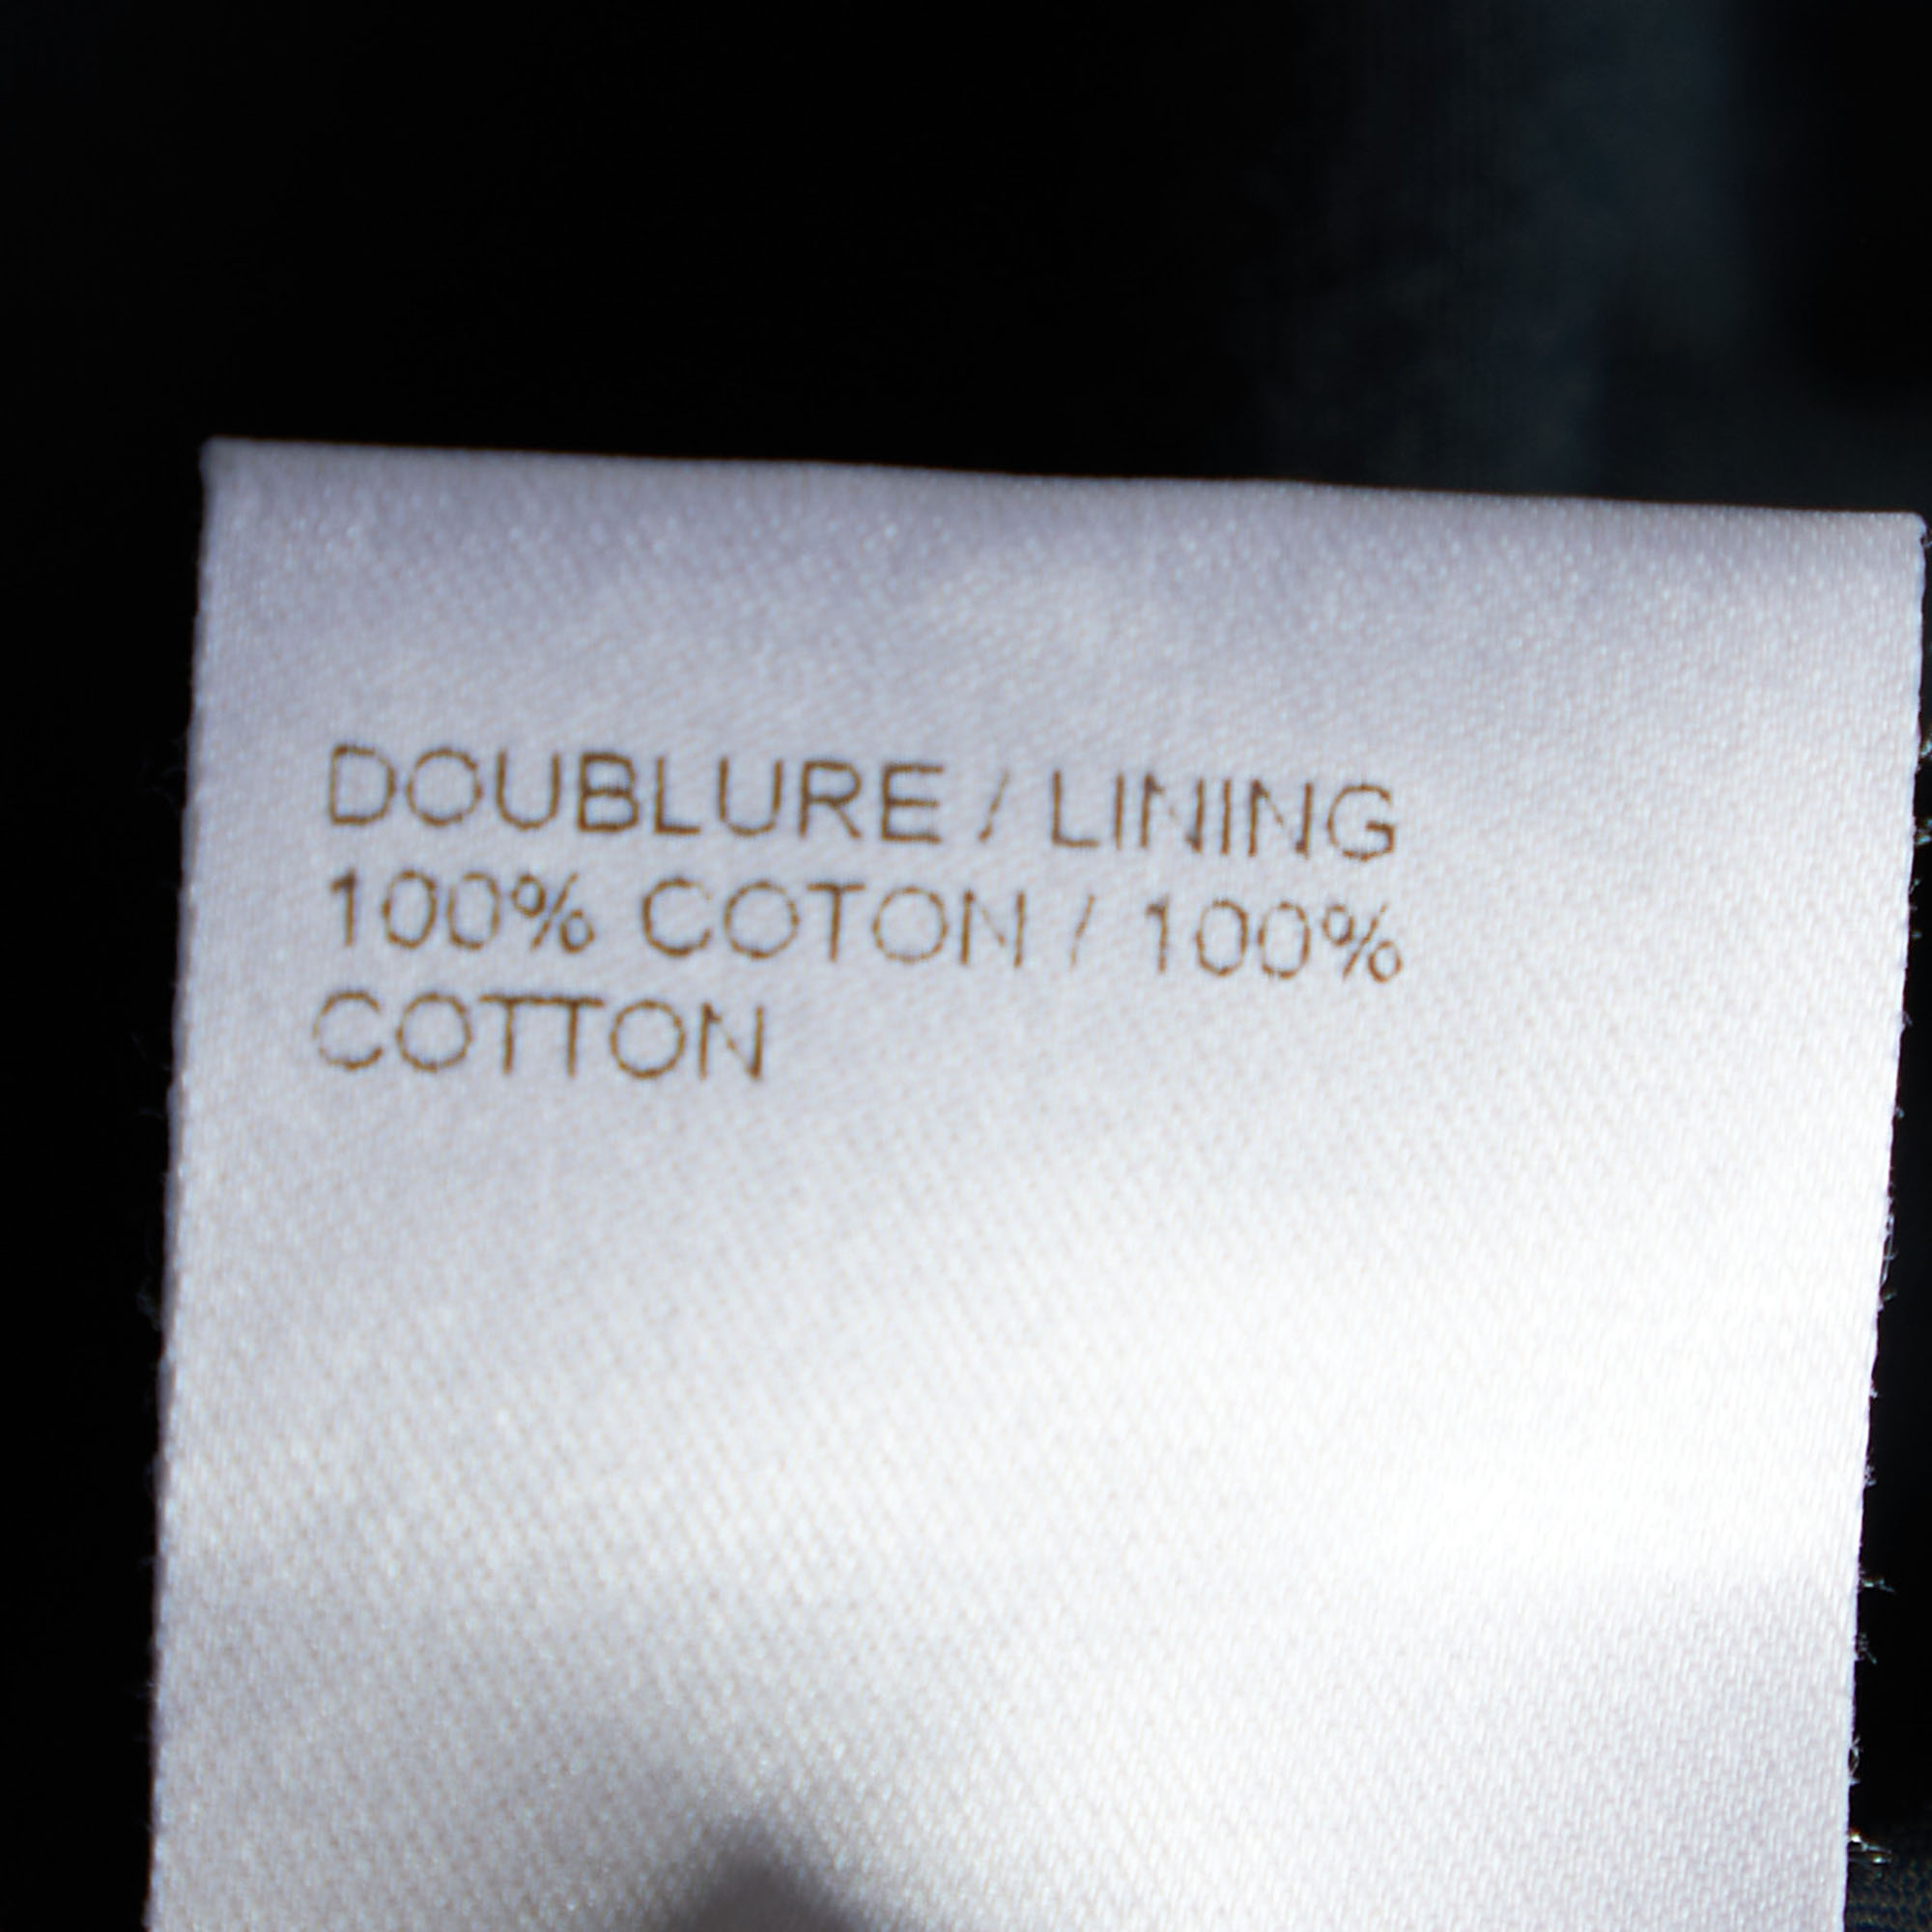 DOUBLURE / LINING
100% COTON / 100%
COTTON